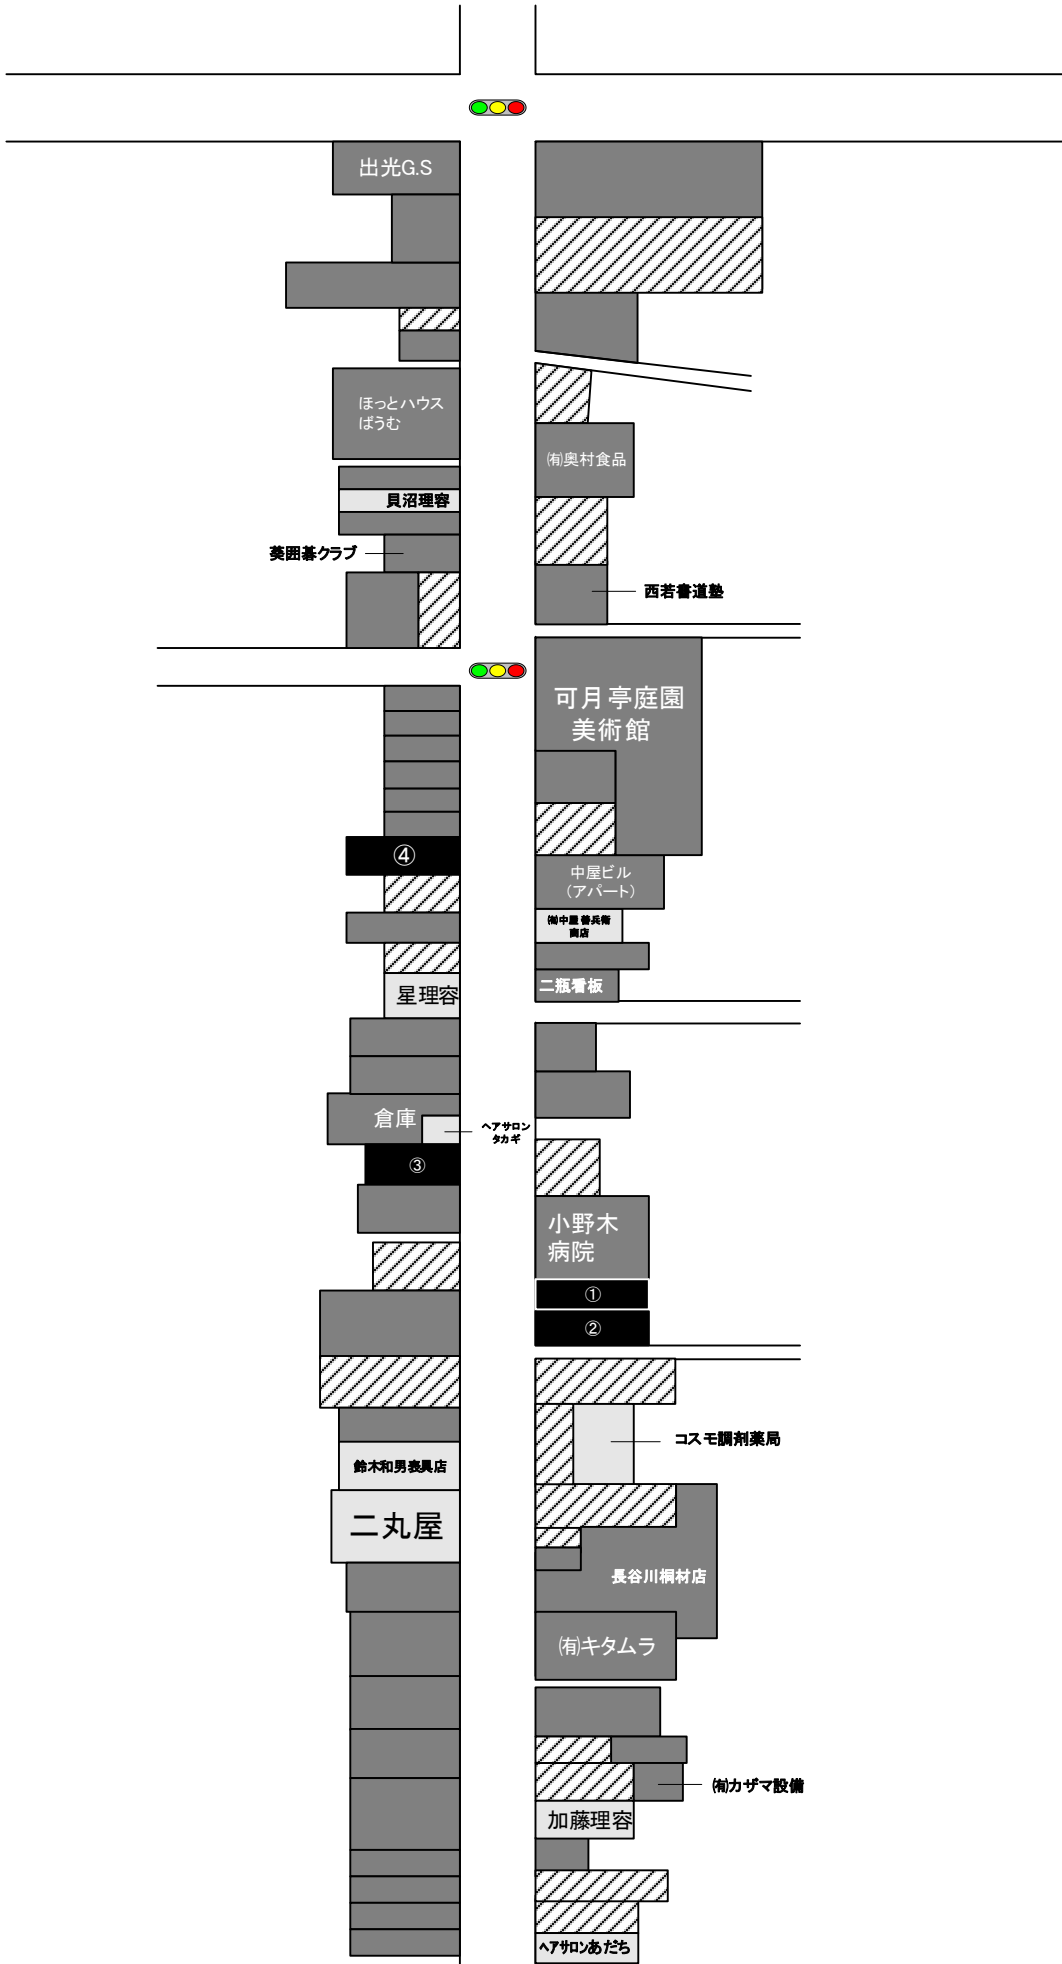 出光G.S
ほっとハウス
ばうむ
㈲奥村食品
貝沼理容
葵囲碁クラブ
西若書道塾
可月亭庭園
美術館
④
中屋ビル
（アパート）
㈲中屋善兵衛
商店
二瓶看板
星理容
倉庫
ヘアサロン
タカギ
③
小野木
病院
①
②
コスモ調剤薬局
鈴木和男表具店
二丸屋
長谷川桐材店
㈲キタムラ
㈲カザマ設備
加藤理容
ヘアサロンあだち